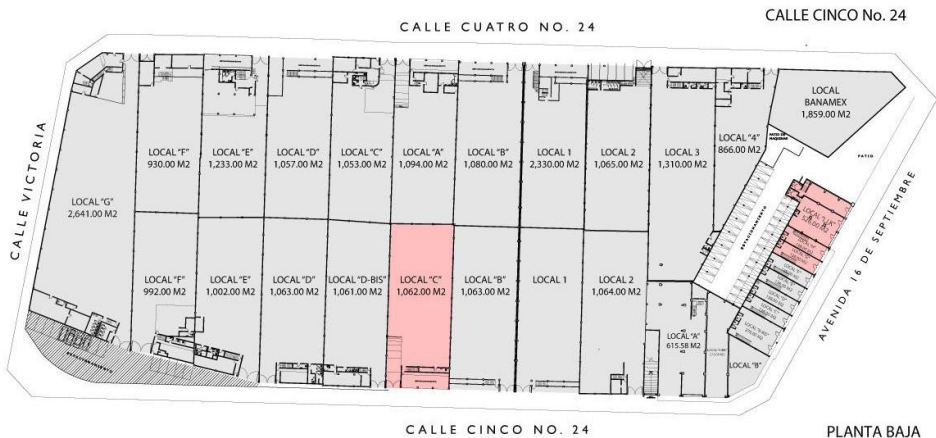 CALLE CINCO No. 24
CALLE CUATRO NO. 24
CALLE VICTORIA
LOCAL "G"
2,641.00 M2
LOCAL "F"
930.00 M2
LOCAL "E"
1,233.00 M2
LOCAL "D"
1,057.00 M2
LOCAL "C"
1,053.00 M2
LOCAL "A"
1,094.00 M2
LOCAL "B"
1,080.00 M2
LOCAL 1
2,330.00 M2
LOCAL 2
1,065.00 M2
LOCAL 3
1,310.00 M2
LOCAL "4"
866.00 M2
LOCAL
BANAMEX
1,859.00 M2
PATIO DE
MAQUINAS
PATIO
ESTACIONAMIENTO
AVENIDA 16 DE SEPTIEMBRE
LOCAL "F"
992.00 M2
LOCAL "E"
1,002.00 M2
LOCAL "D"
1,063.00 M2
LOCAL "D-BIS"
1,061.00 M2
LOCAL "C"
1,062.00 M2
LOCAL "B"
1,063.00 M2
LOCAL 1
LOCAL 2
1,064.00 M2
LOCAL "A"
615.58 M2
LOCAL "B"
ESTACIONAMIENTO
CALLE CINCO NO. 24
PLANTA BAJA